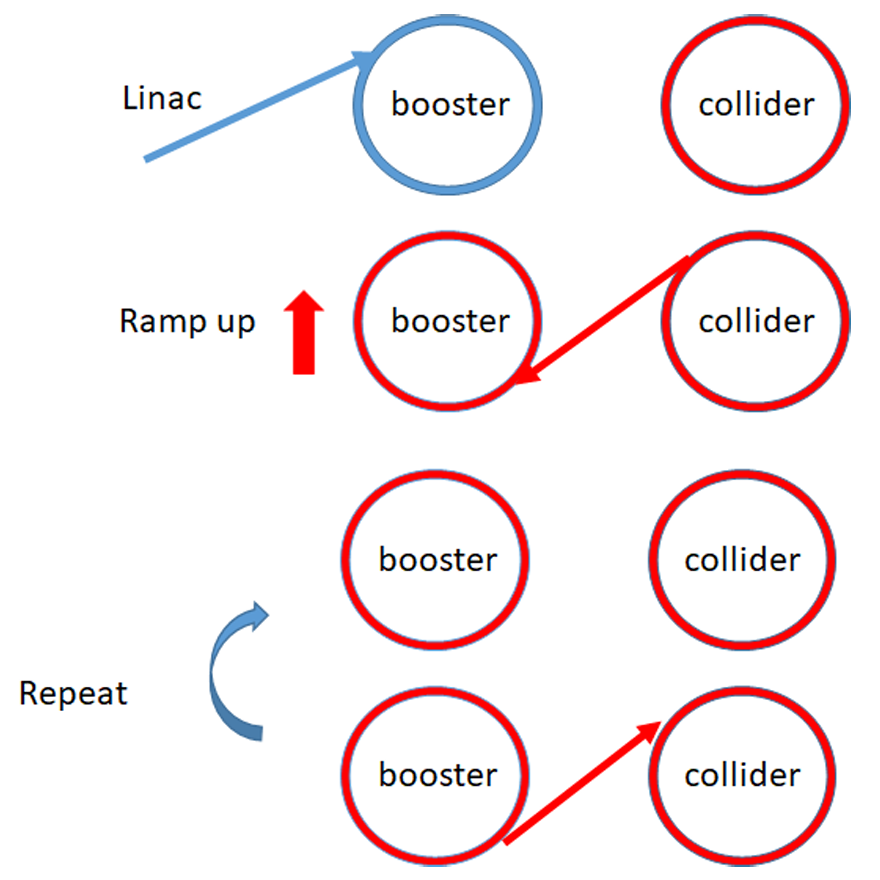 Linac
booster
collider
Ramp up
booster
collider
booster
collider
Repeat
booster
collider